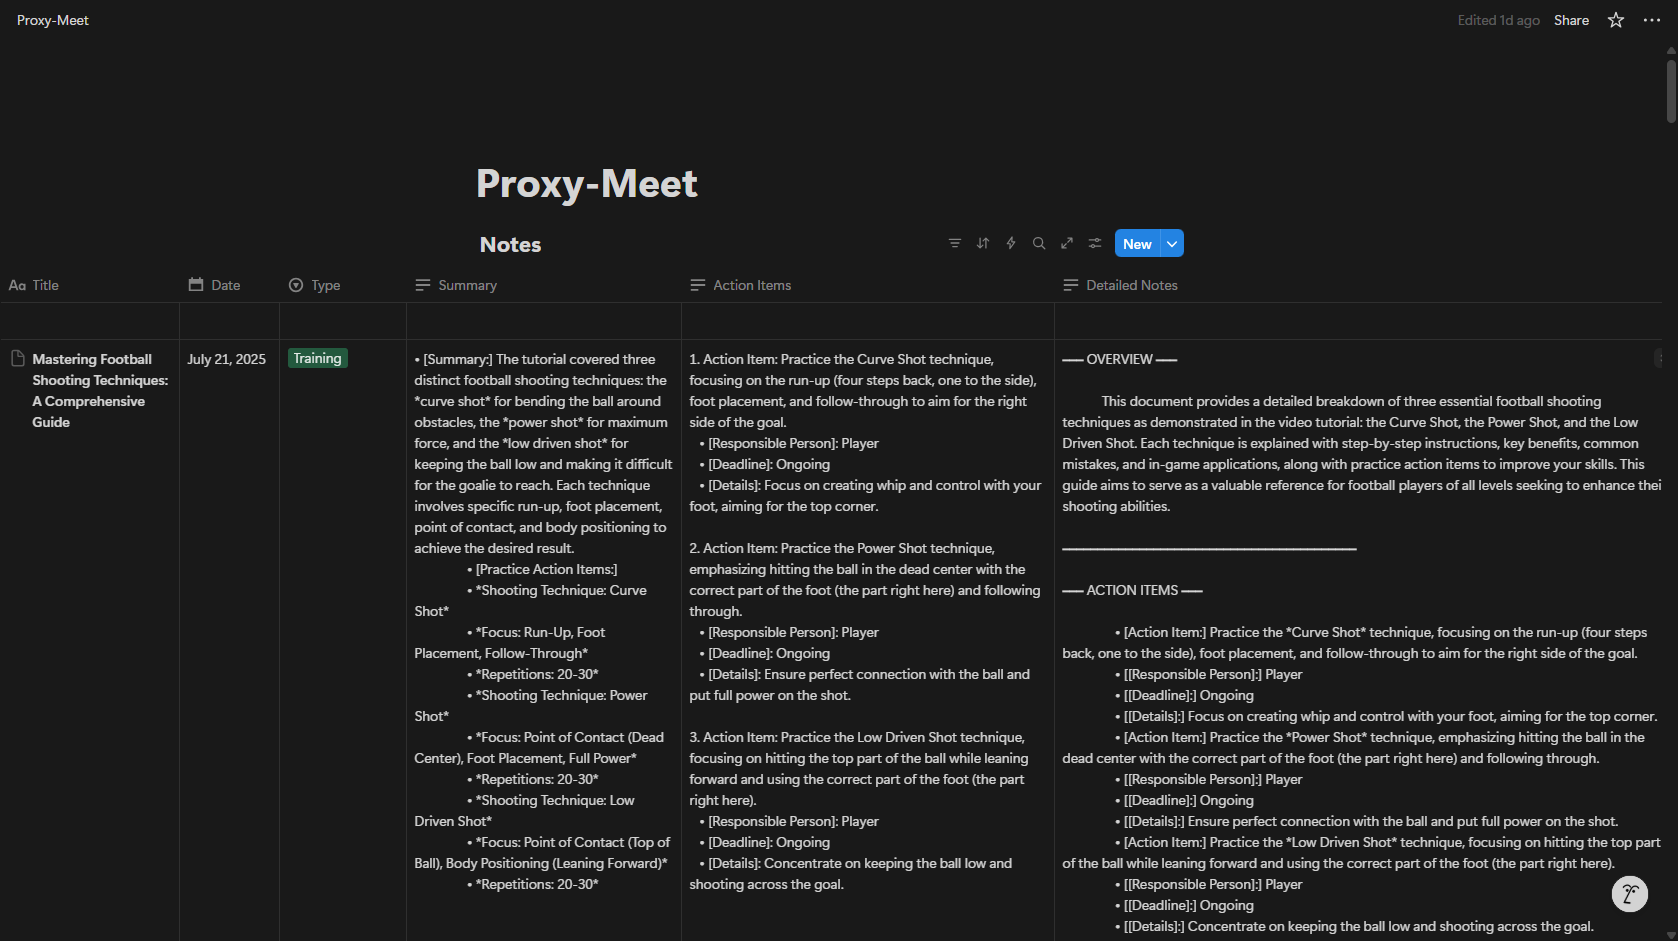 Proxy-Meet
Edited 1d ago
Share
Proxy-Meet
Notes
New
Aa Title
Date
Type
Summary
Action Items
Detailed Notes
Mastering Football
Shooting Techniques:
A Comprehensive
Guide
July 21, 2025
Training
• [Summary:] The tutorial covered three
distinct football shooting techniques: the
*curve shot* for bending the ball around
obstacles, the *power shot* for maximum
force, and the *low driven shot* for
keeping the ball low and making it difficult
for the goalie to reach. Each technique
involves specific run-up, foot placement,
point of contact, and body positioning to
achieve the desired result.
• [Practice Action Items:]
• *Shooting Technique: Curve
Shot*
• *Focus: Run-Up, Foot
Placement, Follow-Through*
• *Repetitions: 20-30*
• *Shooting Technique: Power
Shot*
• *Focus: Point of Contact (Dead
Center), Foot Placement, Full Power*
• *Repetitions: 20-30*
• *Shooting Technique: Low
Driven Shot*
• *Focus: Point of Contact (Top of
Ball), Body Positioning (Leaning Forward)*
• *Repetitions: 20-30*
1. Action Item: Practice the Curve Shot technique,
focusing on the run-up (four steps back, one to the side),
foot placement, and follow-through to aim for the right
side of the goal.
• [Responsible Person]: Player
• [Deadline]: Ongoing
• [Details]: Focus on creating whip and control with your
foot, aiming for the top corner.
2. Action Item: Practice the Power Shot technique,
emphasizing hitting the ball in the dead center with the
correct part of the foot (the part right here) and following
through.
• [Responsible Person]: Player
• [Deadline]: Ongoing
• [Details]: Ensure perfect connection with the ball and
put full power on the shot.
3. Action Item: Practice the Low Driven Shot technique,
focusing on hitting the top part of the ball while leaning
forward and using the correct part of the foot (the part
right here).
• [Responsible Person]: Player
• [Deadline]: Ongoing
• [Details]: Concentrate on keeping the ball low and
shooting across the goal.
—— OVERVIEW ——
This document provides a detailed breakdown of three essential football shooting
techniques as demonstrated in the video tutorial: the Curve Shot, the Power Shot, and the Low
Driven Shot. Each technique is explained with step-by-step instructions, key benefits, common
mistakes, and in-game applications, along with practice action items to improve your skills. This
guide aims to serve as a valuable reference for football players of all levels seeking to enhance thei
shooting abilities.
—— ACTION ITEMS ——
• [Action Item:] Practice the *Curve Shot* technique, focusing on the run-up (four steps
back, one to the side), foot placement, and follow-through to aim for the right side of the goal.
• [[Responsible Person]:] Player
• [[Deadline]:] Ongoing
• [[Details]:] Focus on creating whip and control with your foot, aiming for the top corner.
• [Action Item:] Practice the *Power Shot* technique, emphasizing hitting the ball in the
dead center with the correct part of the foot (the part right here) and following through.
• [[Responsible Person]:] Player
• [[Deadline]:] Ongoing
• [[Details]:] Ensure perfect connection with the ball and put full power on the shot.
• [Action Item:] Practice the *Low Driven Shot* technique, focusing on hitting the top part
of the ball while leaning forward and using the correct part of the foot (the part right here).
• [[Responsible Person]:] Player
• [[Deadline]:] Ongoing
• [[Details]:] Concentrate on keeping the ball low and shooting across the goal.